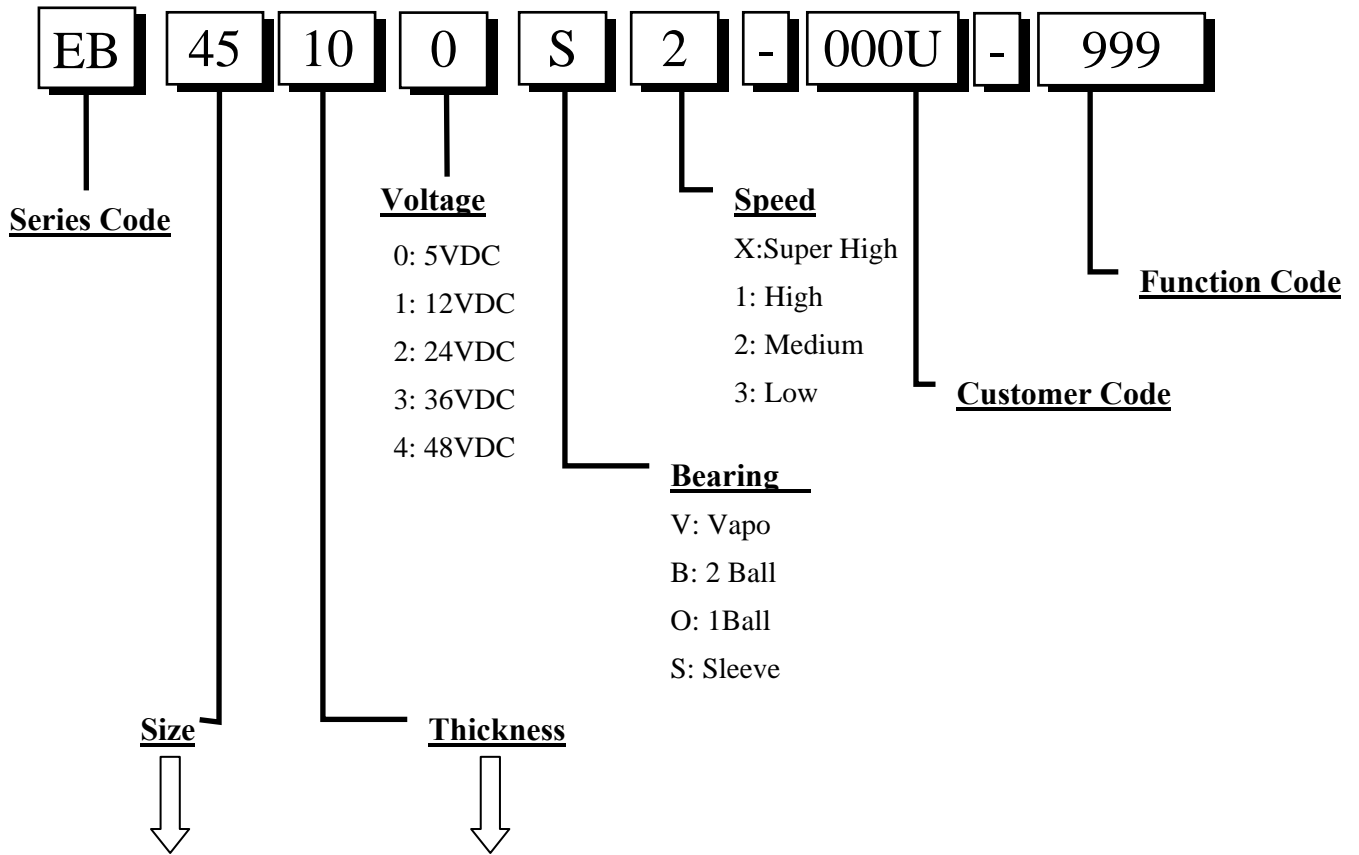 EB 45 10 0 S 2 - 000U - 999
Series Code
Voltage
0: 5VDC
1: 12VDC
2: 24VDC
3: 36VDC
4: 48VDC
Speed
X:Super High
1: High
2: Medium
3: Low
Function Code
Customer Code
Bearing
V: Vapo
B: 2 Ball
O: 1Ball
S: Sleeve
Size
Thickness